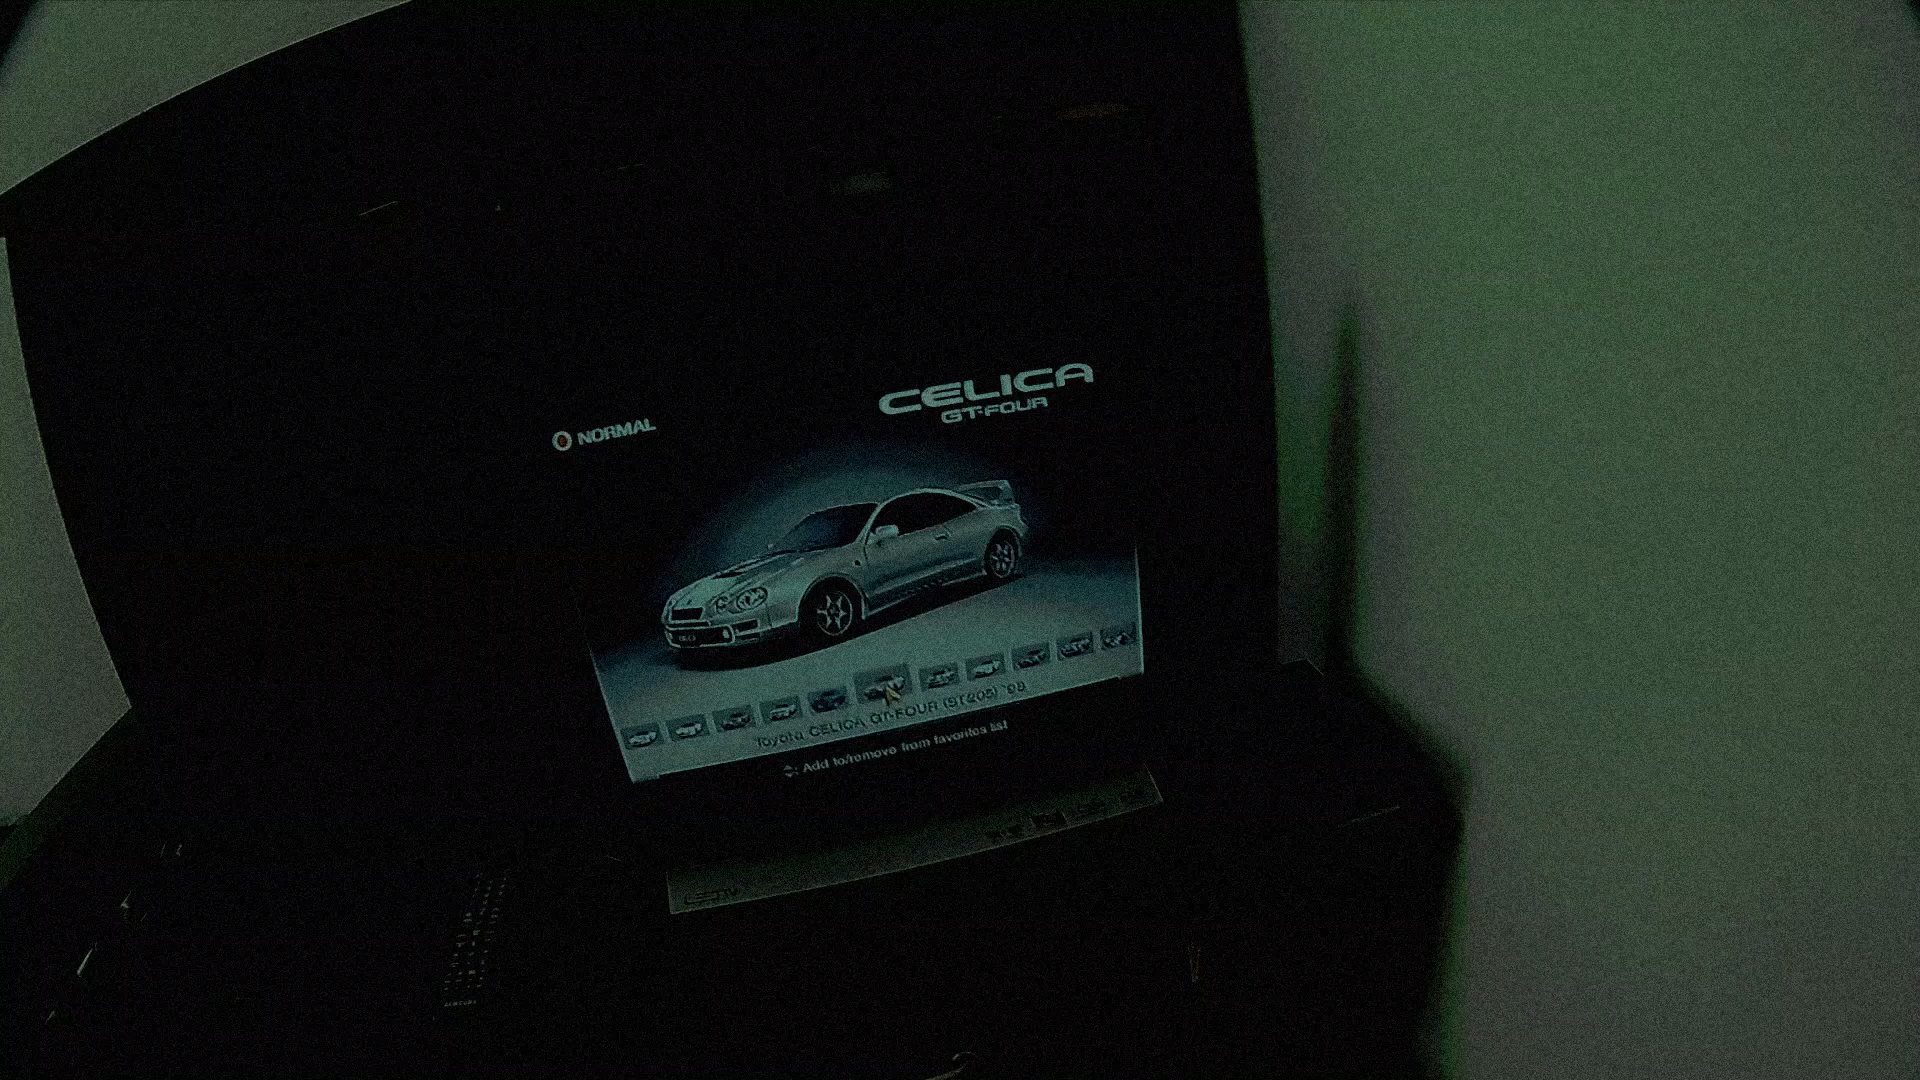 CELICA
GT-FOUR
NORMAL
Toyota CELICA GT-FOUR (ST205) '98
: Add to/remove from favorites list